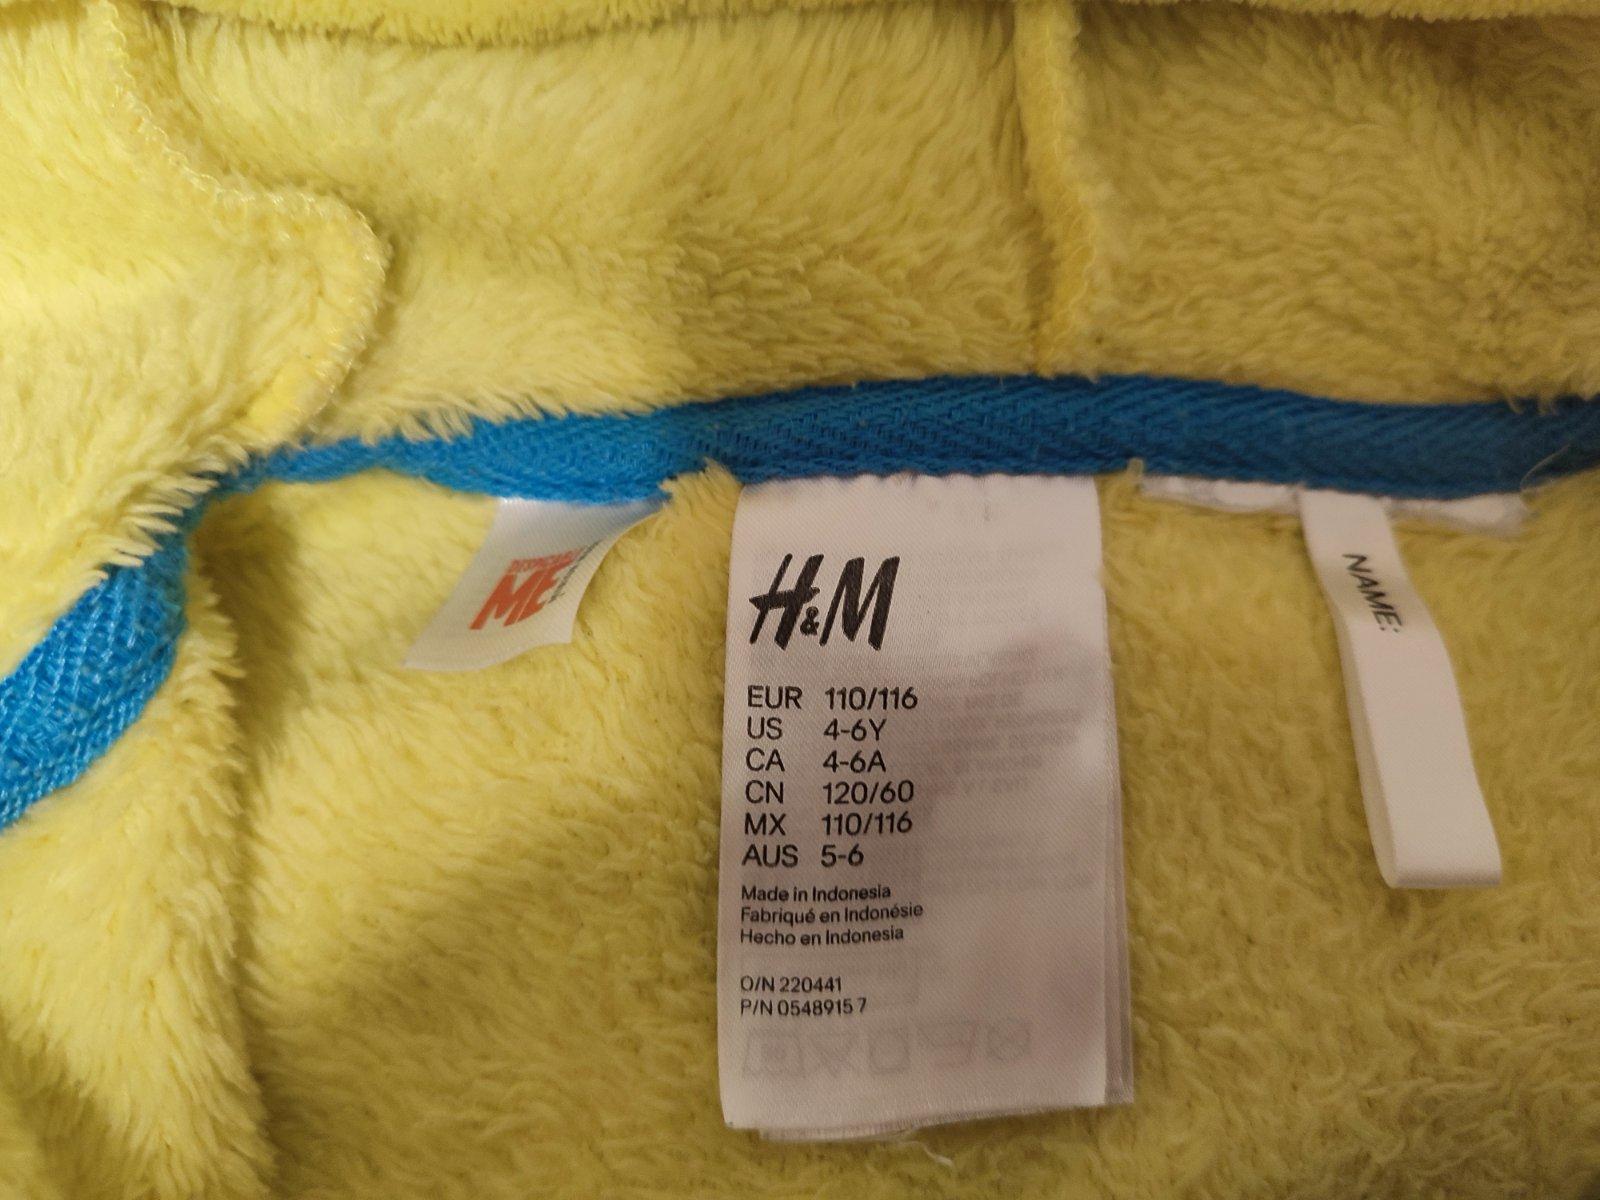 DESPICABLE
ME
H&M
EUR 110/116
US 4-6Y
CA 4-6A
CN 120/60
MX 110/116
AUS 5-6
Made in Indonesia
Fabriqué en Indonésie
Hecho en Indonesia
O/N 220441
P/N 0548915 7
NAME: